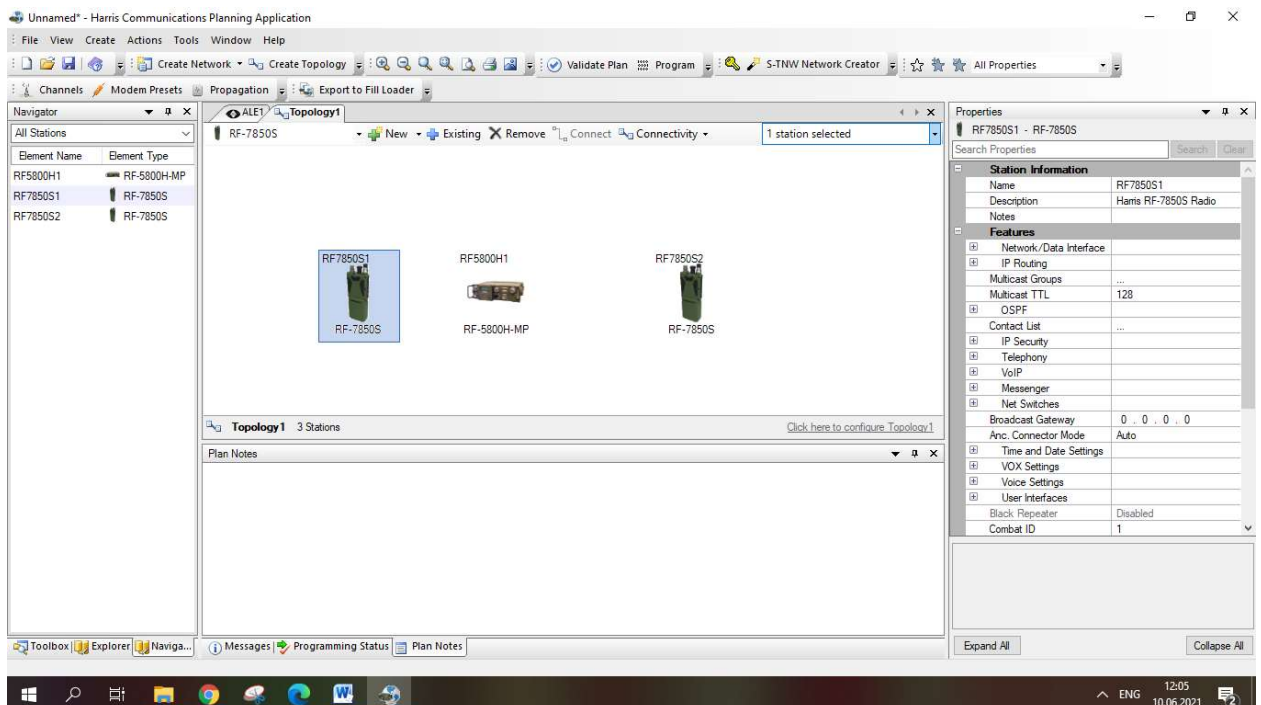 Unnamed* - Harris Communications Planning Application
File View Create Actions Tools Window Help
Create Network Create Topology Validate Plan Program S-TNW Network Creator All Properties
Channels Modem Presets Propagation Export to Fill Loader
Navigator
All Stations
Element Name Element Type
RF5800H1 RF-5800H-MP
RF7850S1 RF-7850S
RF7850S2 RF-7850S
Toolbox Explorer Naviga...
ALE1 Topology1
RF-7850S New Existing Remove Connect Connectivity 1 station selected
RF7850S1 RF5800H1 RF7850S2
RF-7850S RF-5800H-MP RF-7850S
Topology1 3 Stations Click here to configure Topology1
Plan Notes
Messages Programming Status Plan Notes
Properties
RF7850S1 - RF-7850S
Search Properties Search Clear
Station Information
Name RF7850S1
Description Harris RF-7850S Radio
Notes
Features
Network/Data Interface
IP Routing
Multicast Groups ...
Multicast TTL 128
OSPF
Contact List ...
IP Security
Telephony
VoIP
Messenger
Net Switches
Broadcast Gateway 0 . 0 . 0 . 0
Anc. Connector Mode Auto
Time and Date Settings
VOX Settings
Voice Settings
User Interfaces
Black Repeater Disabled
Combat ID 1
Expand All Collapse All
ENG 12:05
10.06.2021